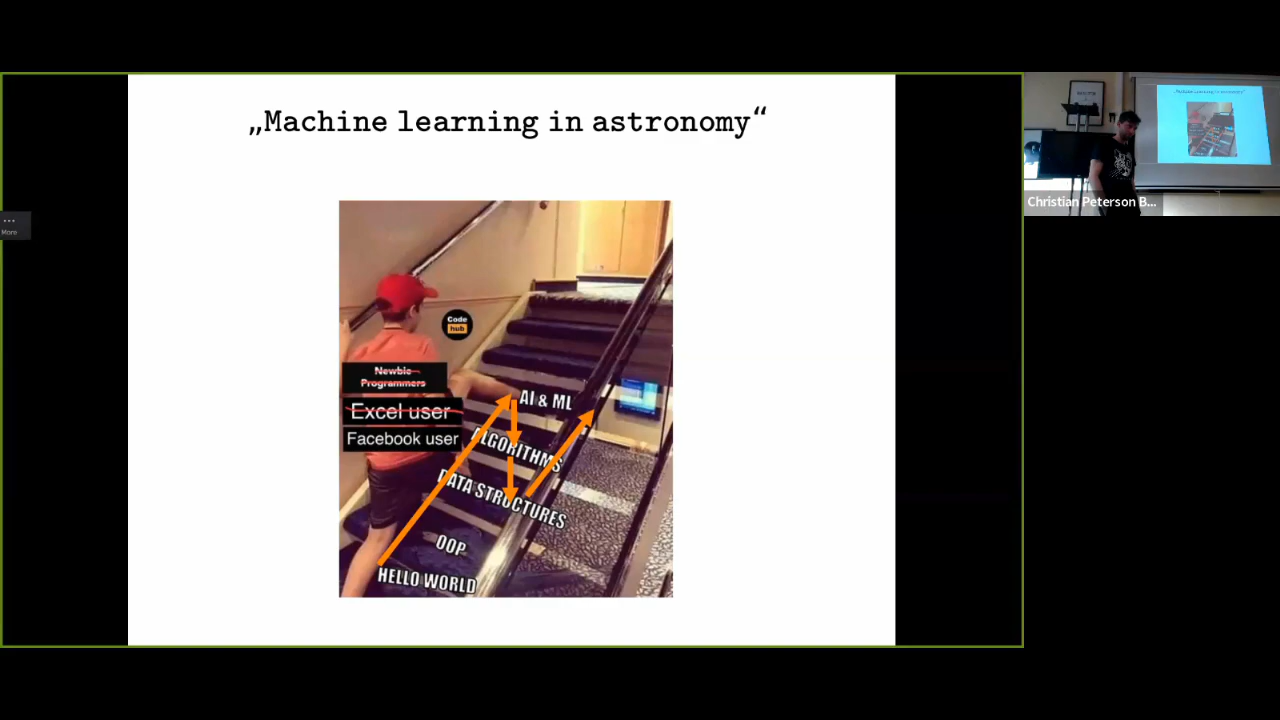 „Machine learning in astronomy“
Code
hub
Newbie
Programmers
Excel user
Facebook user
AI & ML
ALGORITHMS
DATA STRUCTURES
OOP
HELLO WORLD
More
Christian Peterson B...